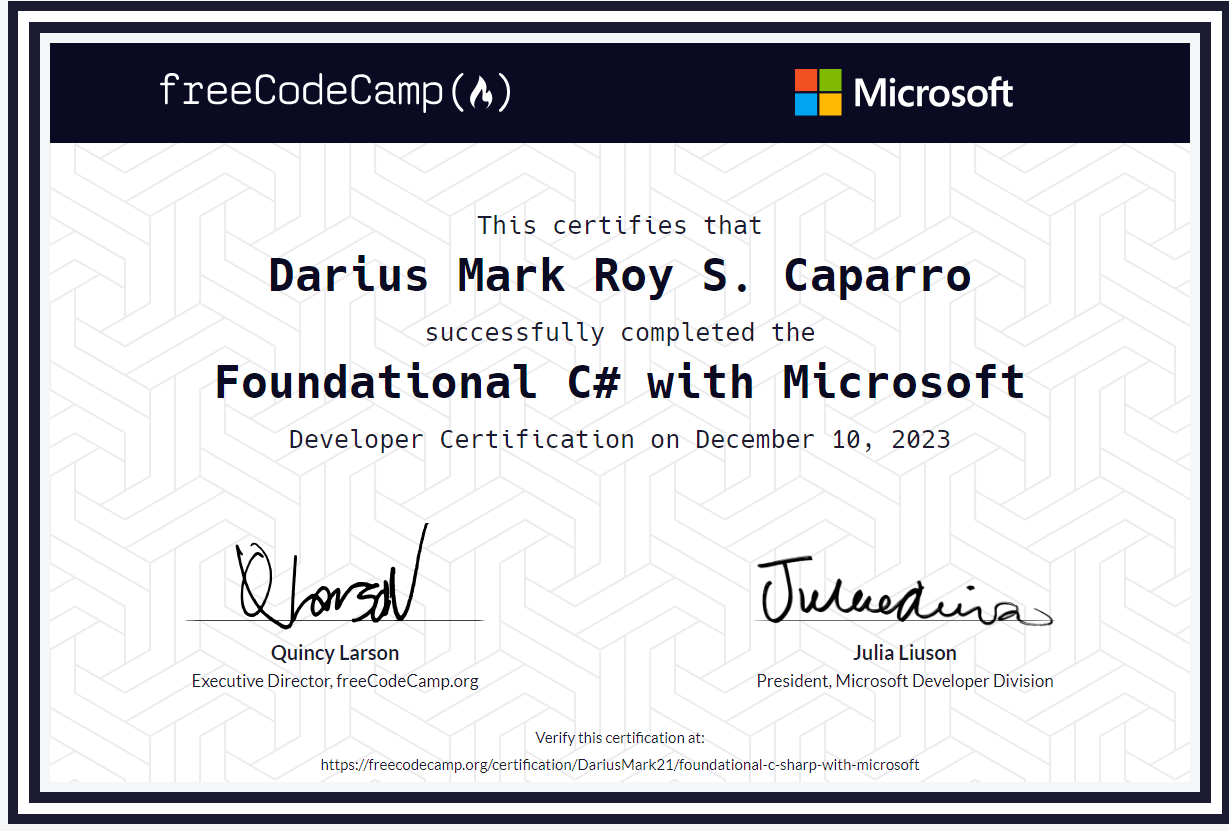 freeCodeCamp
Microsoft
This certifies that
Darius Mark Roy S. Caparro
successfully completed the
Foundational C# with Microsoft
Developer Certification on December 10, 2023
Quincy Larson
Executive Director, freeCodeCamp.org
Julia Liuson
President, Microsoft Developer Division
Verify this certification at:
https://freecodecamp.org/certification/DariusMark21/foundational-c-sharp-with-microsoft